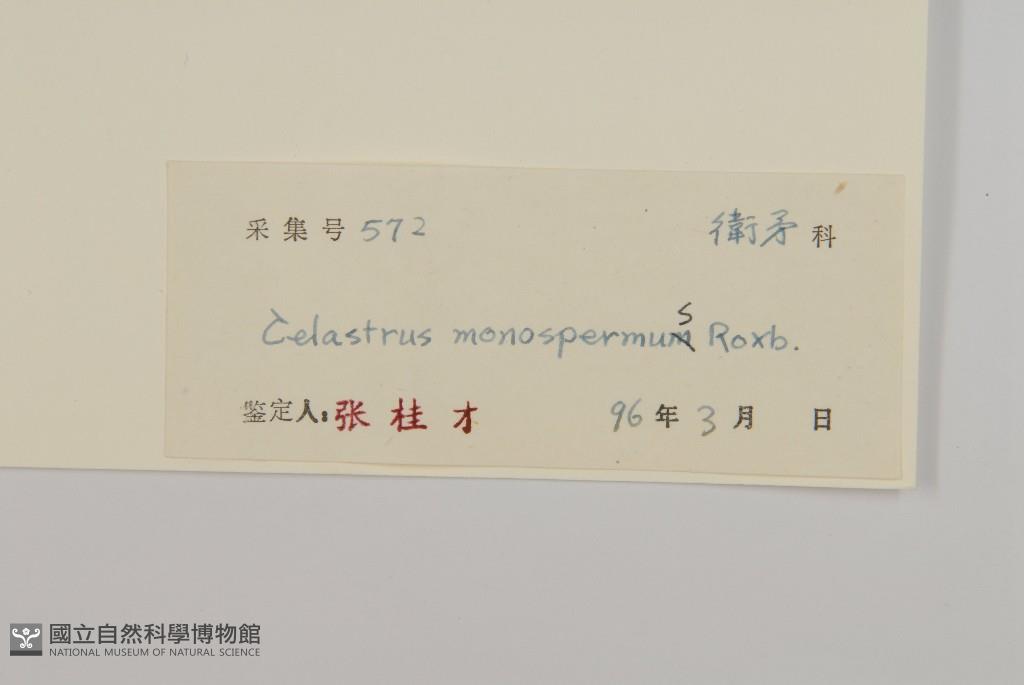 采集号 572 衛矛 科
Celastrus monospermus Roxb.
鉴定人: 张桂才 96 年 3 月 日
國立自然科學博物館
NATIONAL MUSEUM OF NATURAL SCIENCE